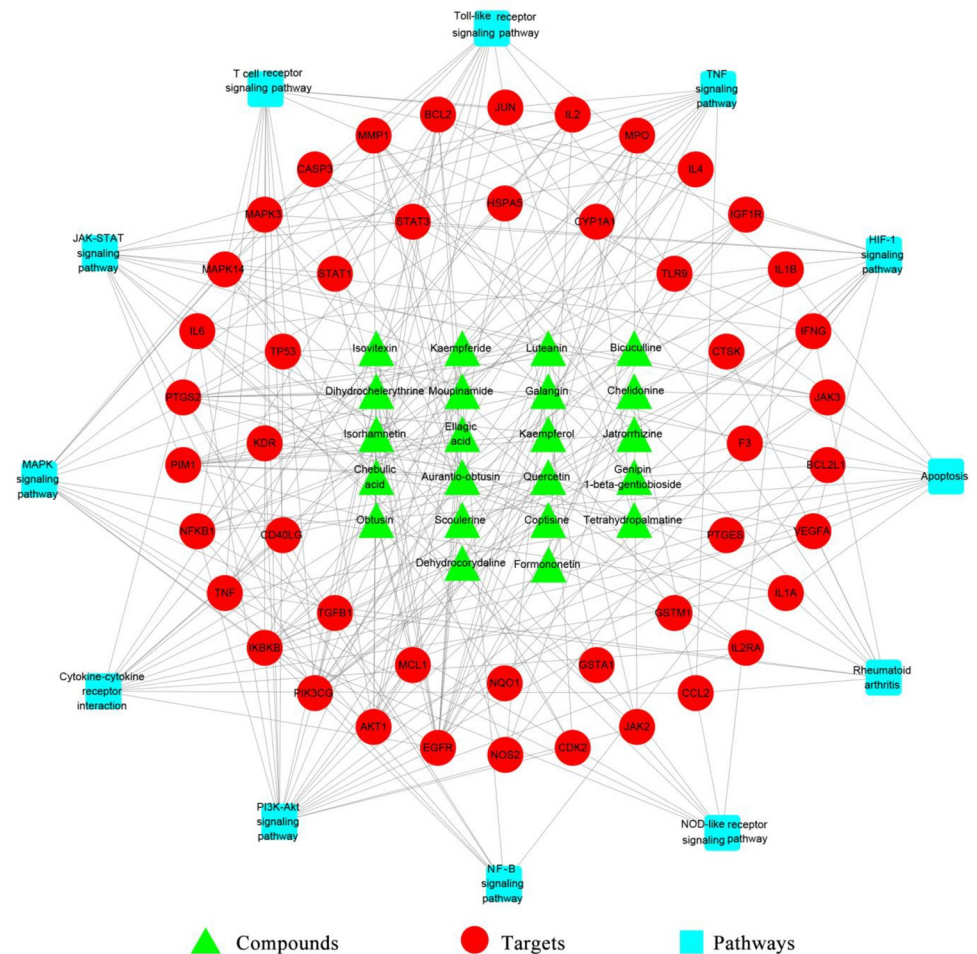 Toll-like receptor
signaling pathway
T cell receptor
signaling pathway
TNF
signaling
pathway
JUN
BCL2
IL2
MMP1
MPO
CASP3
IL4
HSPA5
MAPK3
STAT3
CYP1A1
IGF1R
JAK-STAT
signaling
pathway
HIF-1
signaling
pathway
MAPK14
STAT1
TLR9
IL1B
IL6
IFNG
TP53
Isovitexin
Kaempferide
Luteanin
Bicuculline
CTSK
PTGS2
Dihydrochelerythrine
Moupinamide
Galangin
Chelidonine
JAK3
KDR
Isorhamnetin
Ellagic
acid
Kaempferol
Jatrorrhizine
F3
MAPK
signaling
pathway
PIM1
Chebulic
acid
Aurantio-obtusin
Quercetin
Genipin
1-beta-gentiobioside
BCL2L1
Apoptosis
NFKB1
CD40LG
Obtusin
Scoulerine
Coptisine
Tetrahydropalmatine
PTGES
VEGFA
Dehydrocorydaline
Formononetin
TNF
TGFB1
GSTM1
IL1A
IKBKB
IL2RA
Cytokine-cytokine
receptor
interaction
PIK3CG
MCL1
NQO1
GSTA1
CCL2
Rheumatoid
arthritis
AKT1
EGFR
NOS2
CDK2
JAK2
PI3K-Akt
signaling
pathway
NOD-like receptor
signaling pathway
NF-B
signaling
pathway
Compounds
Targets
Pathways